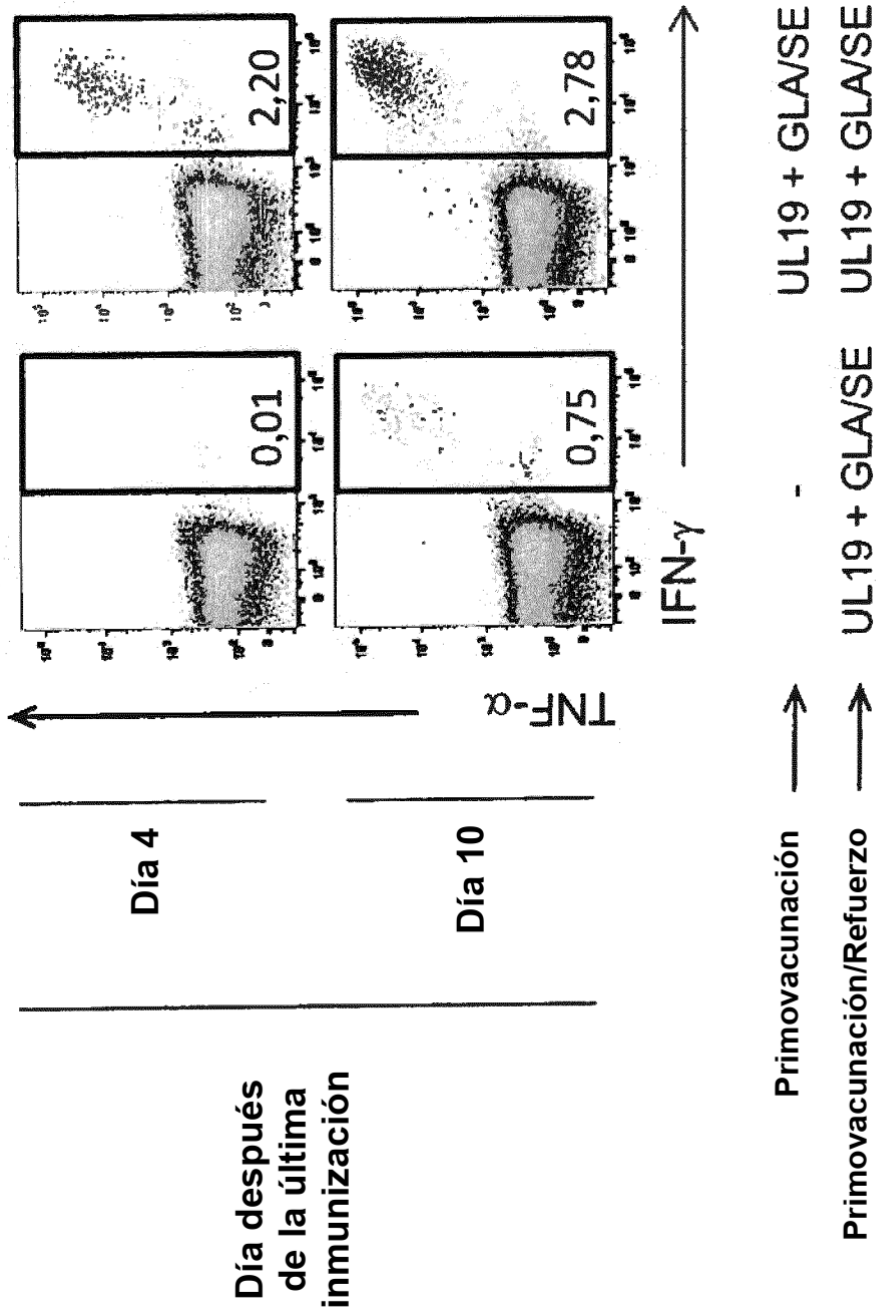 Día después
de la última
inmunización
Día 4
Día 10
TNF-α
0,01
2,20
0,75
2,78
IFN-γ
Primovacunación
-
UL19 + GLA/SE
Primovacunación/Refuerzo
UL19 + GLA/SE
UL19 + GLA/SE